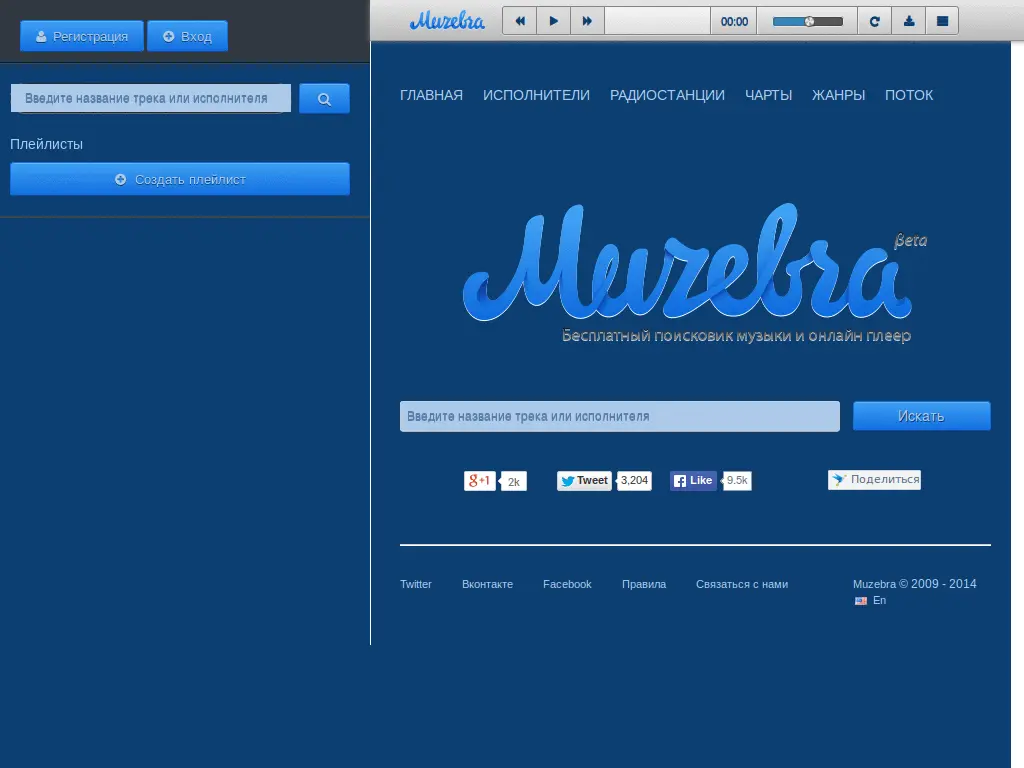 Регистрация
Вход
Muzebra
00:00
Введите название трека или исполнителя
Плейлисты
Создать плейлист
ГЛАВНАЯ ИСПОЛНИТЕЛИ РАДИОСТАНЦИИ ЧАРТЫ ЖАНРЫ ПОТОК
Muzebra βeta
Бесплатный поисковик музыки и онлайн плеер
Введите название трека или исполнителя
Искать
g+1 2k Tweet 3,204 Like 9.5k Поделиться
Twitter Вконтакте Facebook Правила Связаться с нами Muzebra © 2009 - 2014
En